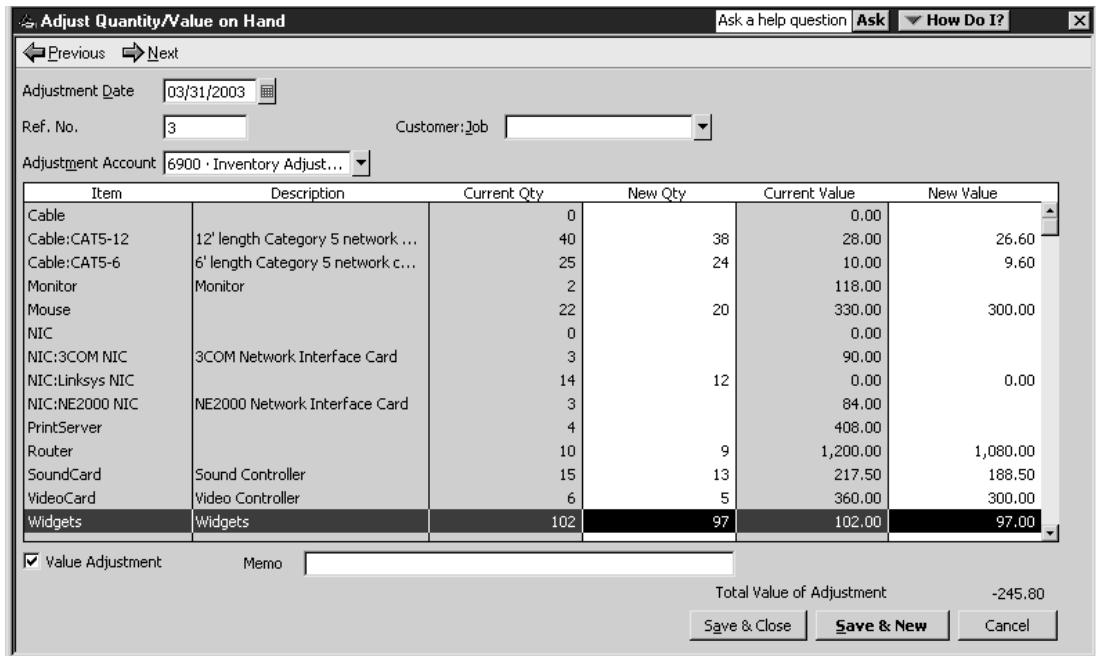 Adjust Quantity/Value on Hand Ask a help question Ask How Do I?
Previous Next
Adjustment Date 03/31/2003
Ref. No. 3 Customer:Job
Adjustment Account 6900 · Inventory Adjust...
Item Description Current Qty New Qty Current Value New Value
Cable 0 0.00
Cable:CAT5-12 12' length Category 5 network ... 40 38 28.00 26.60
Cable:CAT5-6 6' length Category 5 network c... 25 24 10.00 9.60
Monitor Monitor 2 118.00
Mouse 22 20 330.00 300.00
NIC 0 0.00
NIC:3COM NIC 3COM Network Interface Card 3 90.00
NIC:Linksys NIC 14 12 0.00 0.00
NIC:NE2000 NIC NE2000 Network Interface Card 3 84.00
PrintServer 4 408.00
Router 10 9 1,200.00 1,080.00
SoundCard Sound Controller 15 13 217.50 188.50
VideoCard Video Controller 6 5 360.00 300.00
Widgets Widgets 102 97 102.00 97.00
Value Adjustment Memo
Total Value of Adjustment -245.80
Save & Close Save & New Cancel